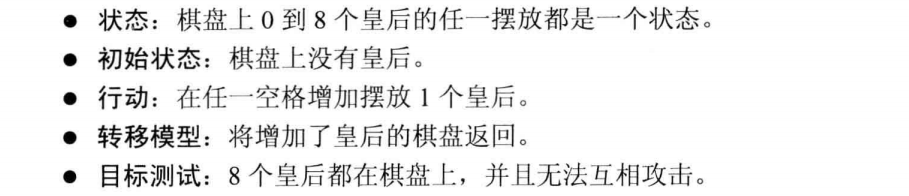 ● 状态：棋盘上 0 到 8 个皇后的任一摆放都是一个状态。
● 初始状态：棋盘上没有皇后。
● 行动：在任一空格增加摆放 1 个皇后。
● 转移模型：将增加了皇后的棋盘返回。
● 目标测试：8 个皇后都在棋盘上，并且无法互相攻击。